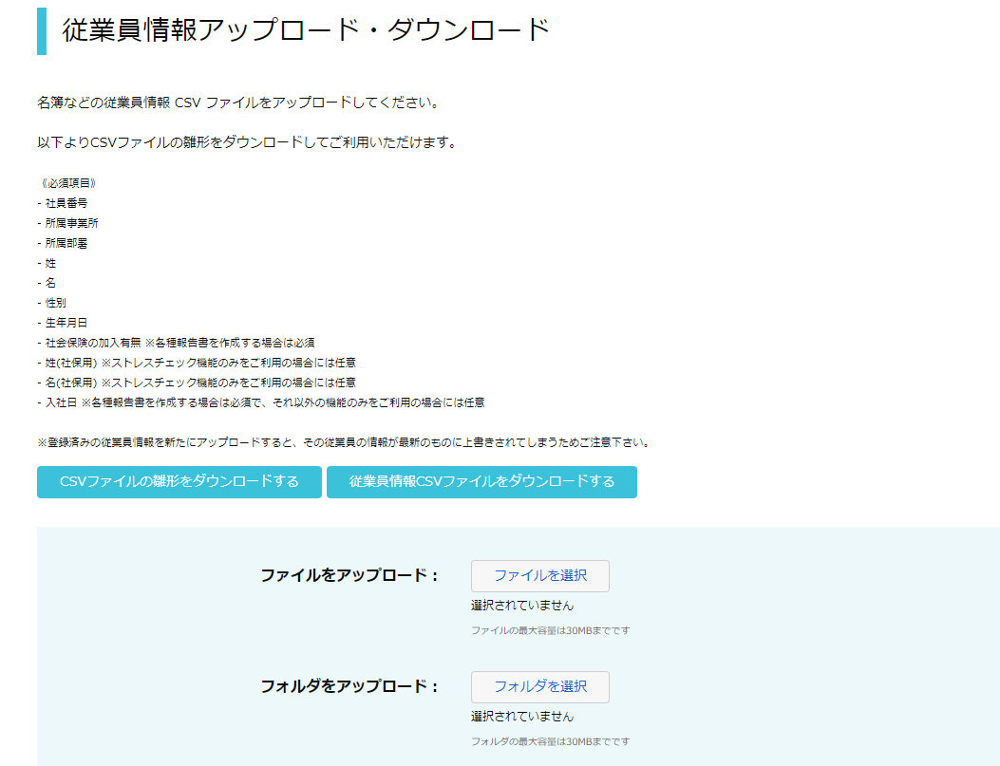 従業員情報アップロード・ダウンロード
名簿などの従業員情報 CSV ファイルをアップロードしてください。
以下よりCSVファイルの雛形をダウンロードしてご利用いただけます。
《必須項目》
- 社員番号
- 所属事業所
- 所属部署
- 姓
- 名
- 性別
- 生年月日
- 社会保険の加入有無 ※各種報告書を作成する場合は必須
- 姓(社保用) ※ストレスチェック機能のみをご利用の場合には任意
- 名(社保用) ※ストレスチェック機能のみをご利用の場合には任意
- 入社日 ※各種報告書を作成する場合は必須で、それ以外の機能のみをご利用の場合には任意
※登録済みの従業員情報を新たにアップロードすると、その従業員の情報が最新のものに上書きされてしまうためご注意下さい。
CSVファイルの雛形をダウンロードする 従業員情報CSVファイルをダウンロードする
ファイルをアップロード : ファイルを選択
選択されていません
ファイルの最大容量は30MBまでです
フォルダをアップロード : フォルダを選択
選択されていません
フォルダの最大容量は30MBまでです